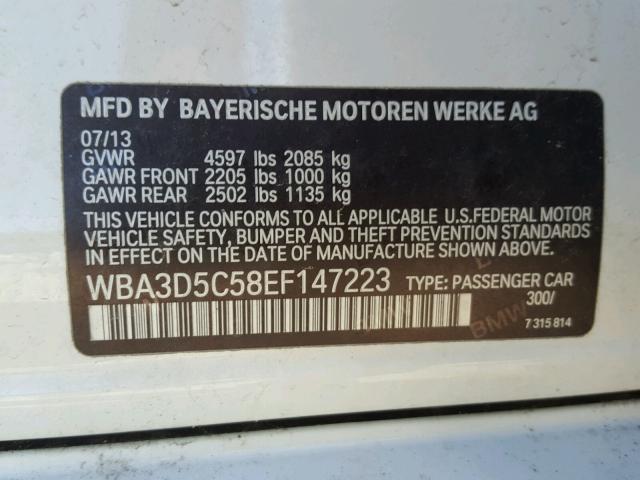 MFD BY BAYERISCHE MOTOREN WERKE AG
07/13
GVWR 4597 lbs 2085 kg
GAWR FRONT 2205 lbs 1000 kg
GAWR REAR 2502 lbs 1135 kg
THIS VEHICLE CONFORMS TO ALL APPLICABLE U.S.FEDERAL MOTOR
VEHICLE SAFETY, BUMPER AND THEFT PREVENTION STANDARDS
IN EFFECT ON THE DATE OF MANUFACTURE SHOWN ABOVE.
WBA3D5C58EF147223 TYPE: PASSENGER CAR
300/
7 315 814
BMW